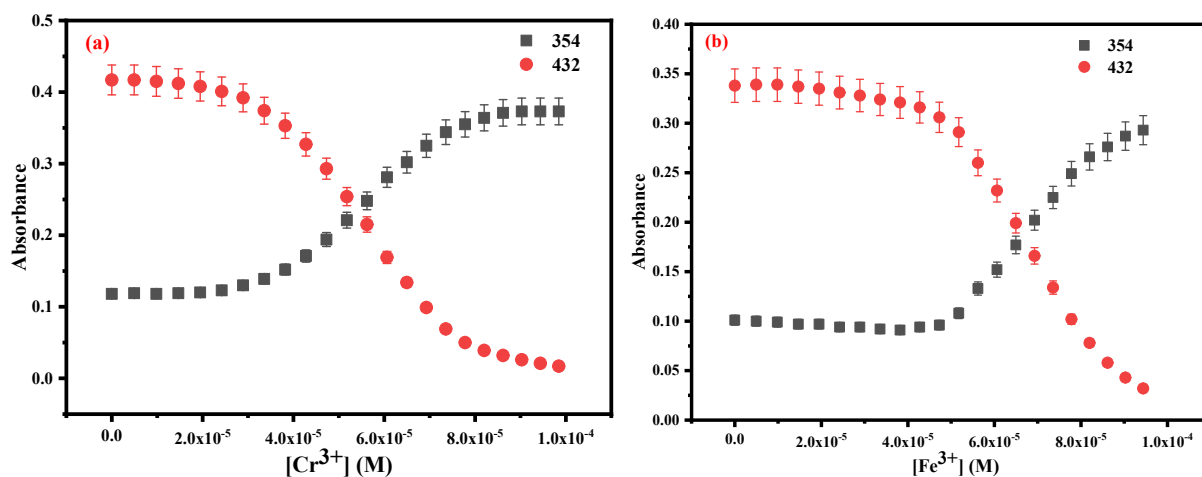 (a)
354
432
Absorbance
0.5
0.4
0.3
0.2
0.1
0.0
0.0
2.0x10⁻⁵
4.0x10⁻⁵
6.0x10⁻⁵
8.0x10⁻⁵
1.0x10⁻⁴
[Cr³⁺] (M)
(b)
354
432
Absorbance
0.40
0.35
0.30
0.25
0.20
0.15
0.10
0.05
0.00
0.0
2.0x10⁻⁵
4.0x10⁻⁵
6.0x10⁻⁵
8.0x10⁻⁵
1.0x10⁻⁴
[Fe³⁺] (M)